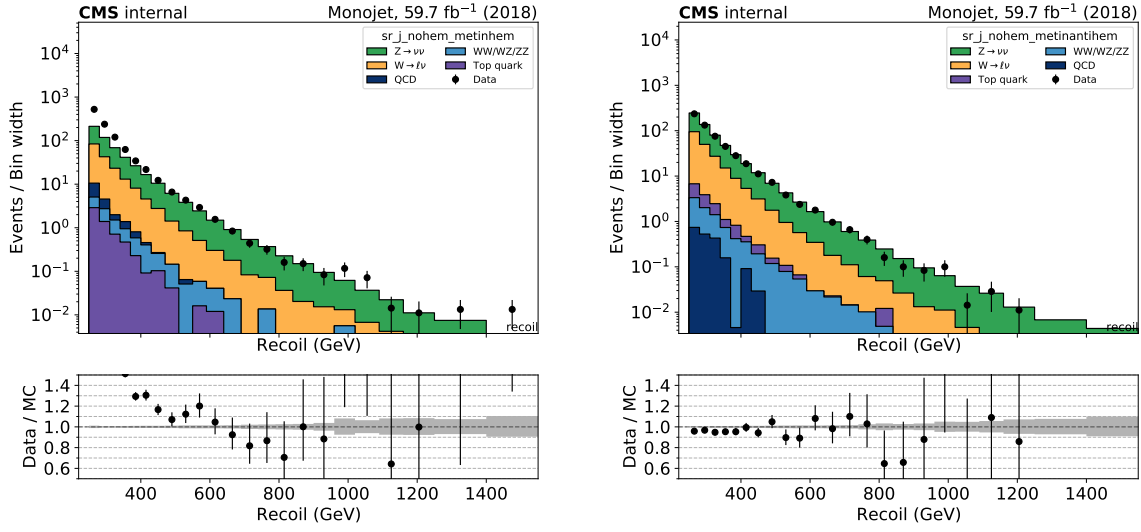 CMS internal
Monojet, 59.7 fb⁻¹ (2018)
sr_j_nohem_metinhem
Z→νν
W→ℓν
QCD
WW/WZ/ZZ
Top quark
Data
Events / Bin width
10⁴
10³
10²
10¹
10⁰
10⁻¹
10⁻²
recoil
Recoil (GeV)
Data / MC
1.4
1.2
1.0
0.8
0.6
400 600 800 1000 1200 1400
Recoil (GeV)
CMS internal
Monojet, 59.7 fb⁻¹ (2018)
sr_j_nohem_metinantihem
Z→νν
W→ℓν
Top quark
WW/WZ/ZZ
QCD
Data
Events / Bin width
10⁴
10³
10²
10¹
10⁰
10⁻¹
10⁻²
recoil
Recoil (GeV)
Data / MC
1.4
1.2
1.0
0.8
0.6
400 600 800 1000 1200 1400
Recoil (GeV)